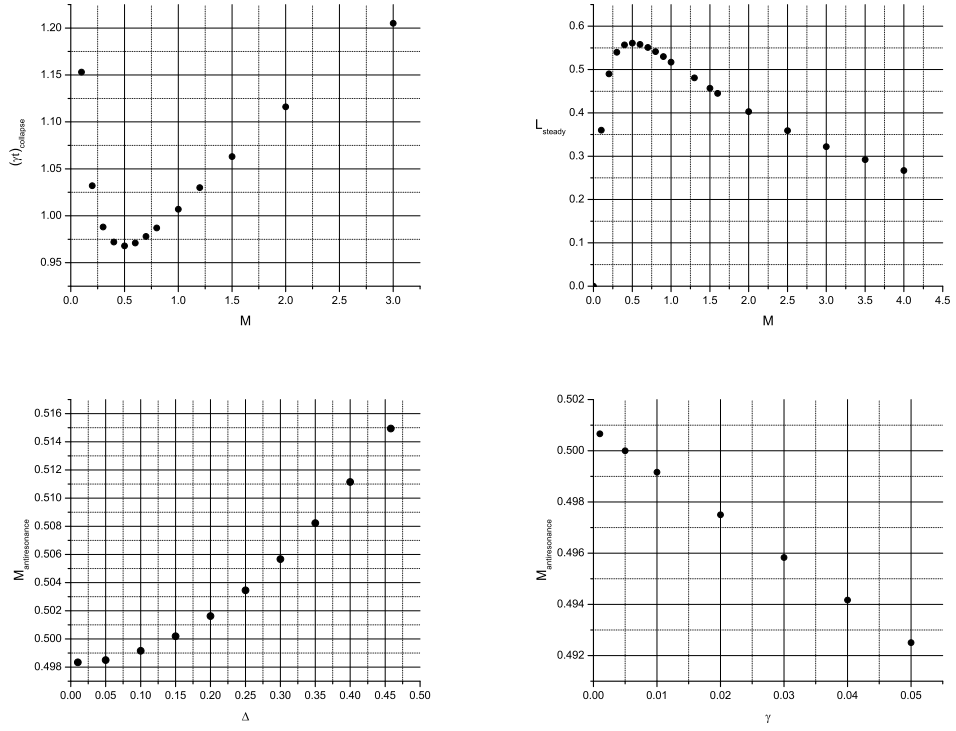 1.20
1.15
1.10
1.05
1.00
0.95
(γt)collapse
0.0 0.5 1.0 1.5 2.0 2.5 3.0
M
0.6
0.5
0.4
0.3
0.2
0.1
0.0
Lsteady
0.0 0.5 1.0 1.5 2.0 2.5 3.0 3.5 4.0 4.5
M
0.516
0.514
0.512
0.510
0.508
0.506
0.504
0.502
0.500
0.498
Mantiresonance
0.00 0.05 0.10 0.15 0.20 0.25 0.30 0.35 0.40 0.45 0.50
Δ
0.502
0.500
0.498
0.496
0.494
0.492
Mantiresonance
0.00 0.01 0.02 0.03 0.04 0.05
γ